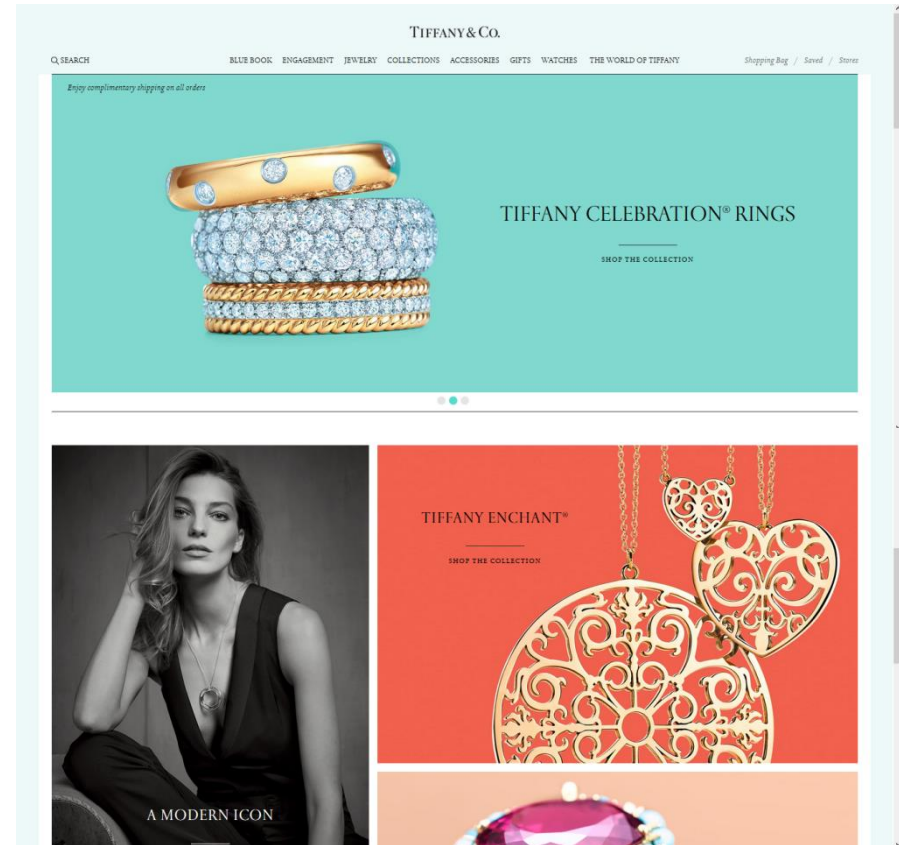 TIFFANY & CO.
SEARCH
BLUE BOOK ENGAGEMENT JEWELRY COLLECTIONS ACCESSORIES GIFTS WATCHES THE WORLD OF TIFFANY
Shopping Bag / Saved / Stores
Enjoy complimentary shipping on all orders
TIFFANY CELEBRATION® RINGS
SHOP THE COLLECTION
TIFFANY ENCHANT®
SHOP THE COLLECTION
A MODERN ICON